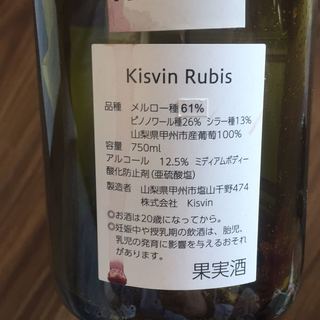 Kisvin Rubis
品種 メルロー種61%
ピノノワール種26% シラー種13%
山梨県甲州市産葡萄100%
容量 750ml
アルコール 12.5% ミディアムボディー
酸化防止剤(亜硫酸塩)
製造者 山梨県甲州市塩山千野474
株式会社 Kisvin
◎お酒は20歳になってから。
◎妊娠中や授乳期の飲酒は、胎児、
乳児の発育に影響を与えるおそれ
があります。
果実酒